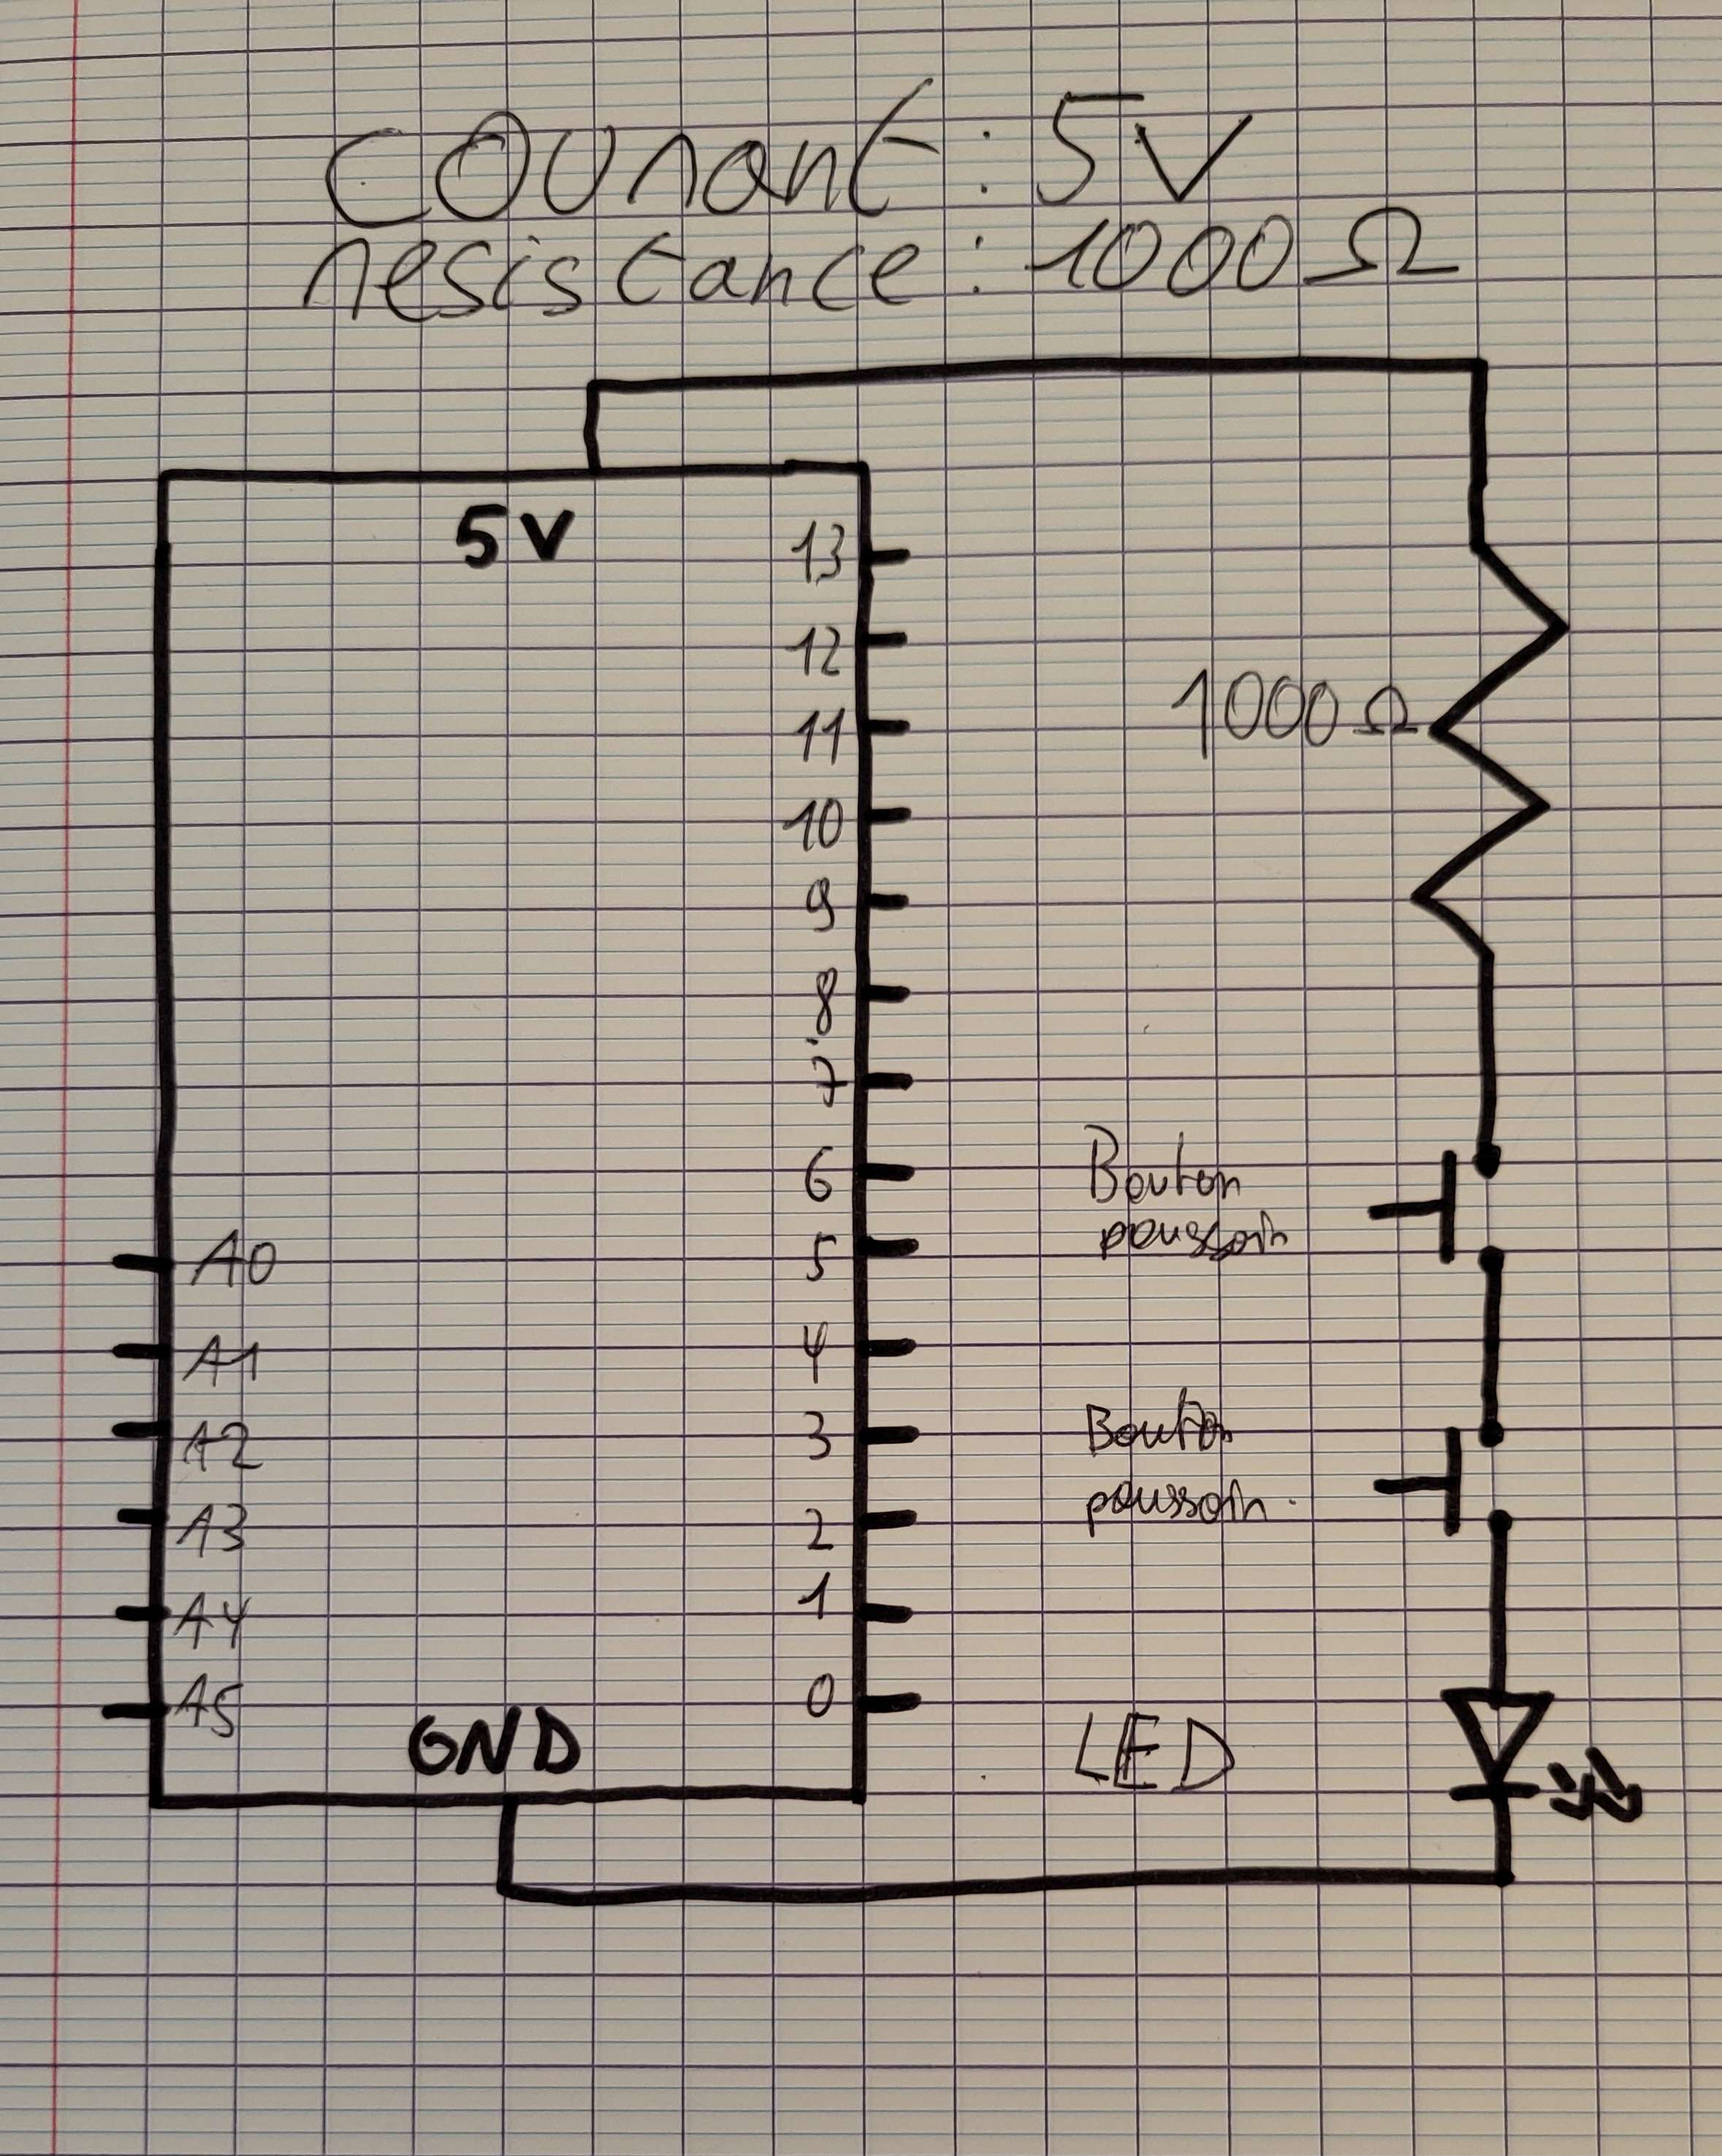 courant : 5V
resistance : 1000 Ω
5V
13
12
11
1000 Ω
10
9
8
7
6
Bouton
poussoir
A0
5
A1
4
A2
3
Bouton
poussoir
A3
2
A4
1
A5
0
GND
LED